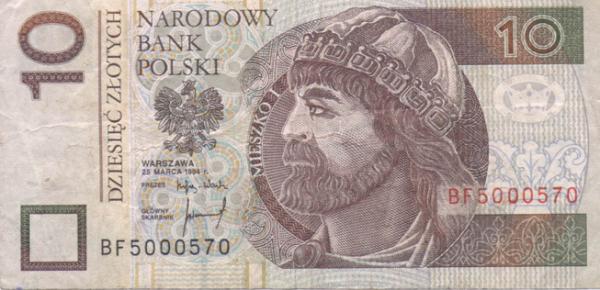 10
DZIESIĘĆ ZŁOTYCH
NARODOWY
BANK
POLSKI
WARSZAWA
25 MARCA 1994 r.
PREZES
GŁÓWNY
SKARBNIK
BF5000570
MIESZKO I
10
BF5000570